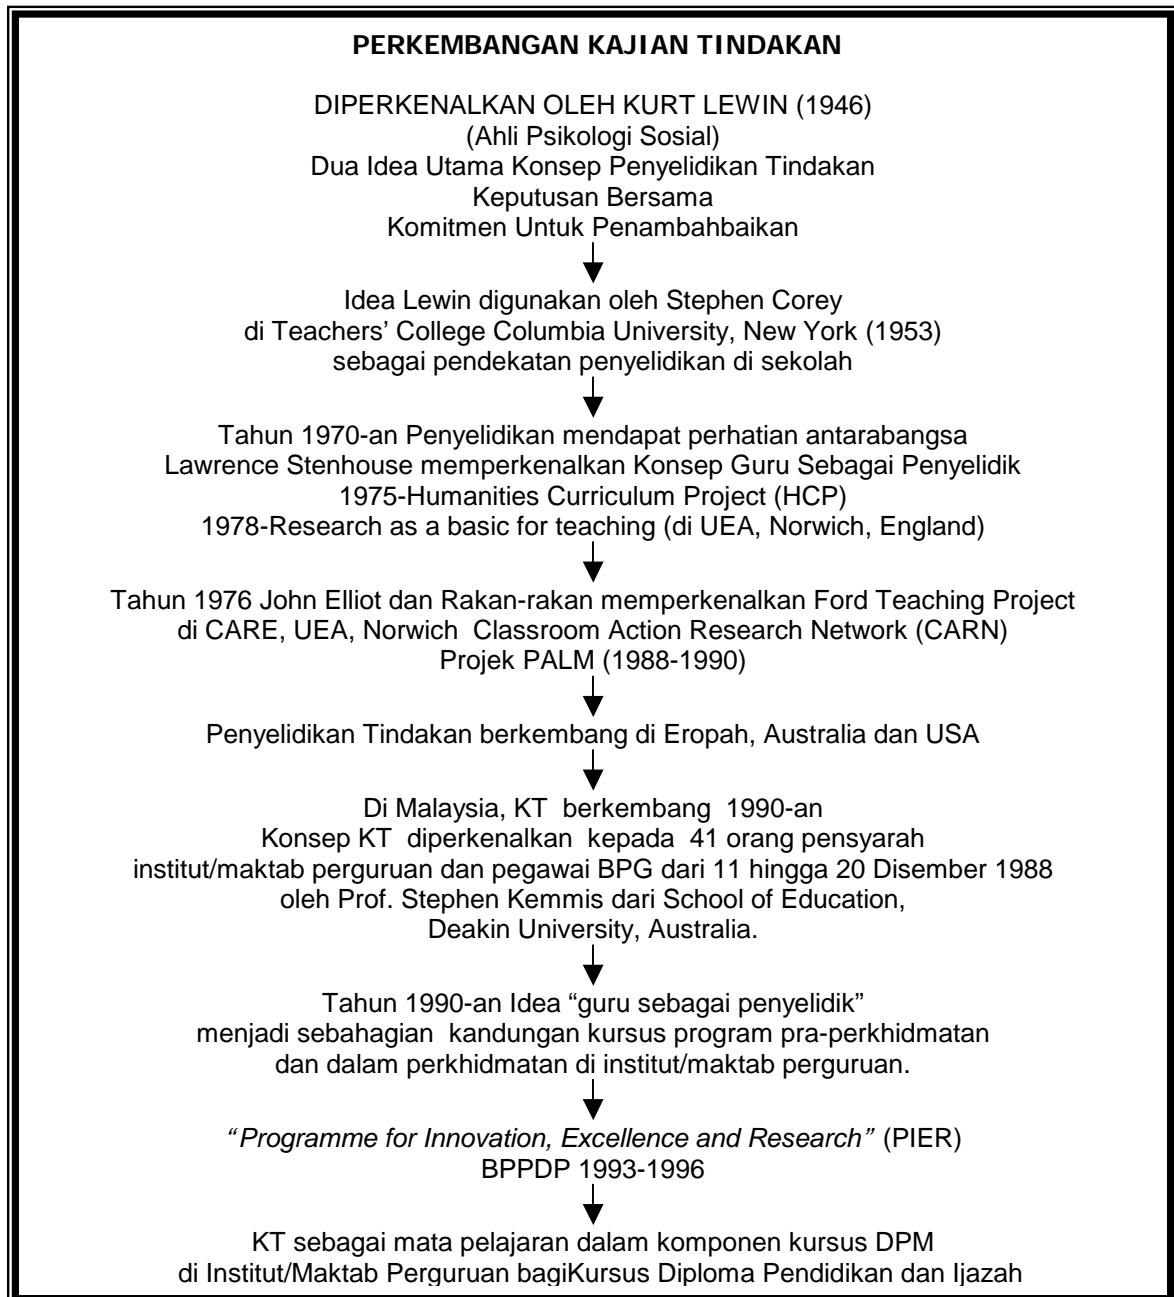 PERKEMBANGAN KAJIAN TINDAKAN
DIPERKENALKAN OLEH KURT LEWIN (1946)
(Ahli Psikologi Sosial)
Dua Idea Utama Konsep Penyelidikan Tindakan
Keputusan Bersama
Komitmen Untuk Penambahbaikan
Idea Lewin digunakan oleh Stephen Corey
di Teachers’ College Columbia University, New York (1953)
sebagai pendekatan penyelidikan di sekolah
Tahun 1970-an Penyelidikan mendapat perhatian antarabangsa
Lawrence Stenhouse memperkenalkan Konsep Guru Sebagai Penyelidik
1975-Humanities Curriculum Project (HCP)
1978-Research as a basic for teaching (di UEA, Norwich, England)
Tahun 1976 John Elliot dan Rakan-rakan memperkenalkan Ford Teaching Project
di CARE, UEA, Norwich Classroom Action Research Network (CARN)
Projek PALM (1988-1990)
Penyelidikan Tindakan berkembang di Eropah, Australia dan USA
Di Malaysia, KT berkembang 1990-an
Konsep KT diperkenalkan kepada 41 orang pensyarah
institut/maktab perguruan dan pegawai BPG dari 11 hingga 20 Disember 1988
oleh Prof. Stephen Kemmis dari School of Education,
Deakin University, Australia.
Tahun 1990-an Idea “guru sebagai penyelidik”
menjadi sebahagian kandungan kursus program pra-perkhidmatan
dan dalam perkhidmatan di institut/maktab perguruan.
“Programme for Innovation, Excellence and Research” (PIER)
BPPDP 1993-1996
KT sebagai mata pelajaran dalam komponen kursus DPM
di Institut/Maktab Perguruan bagiKursus Diploma Pendidikan dan Ijazah